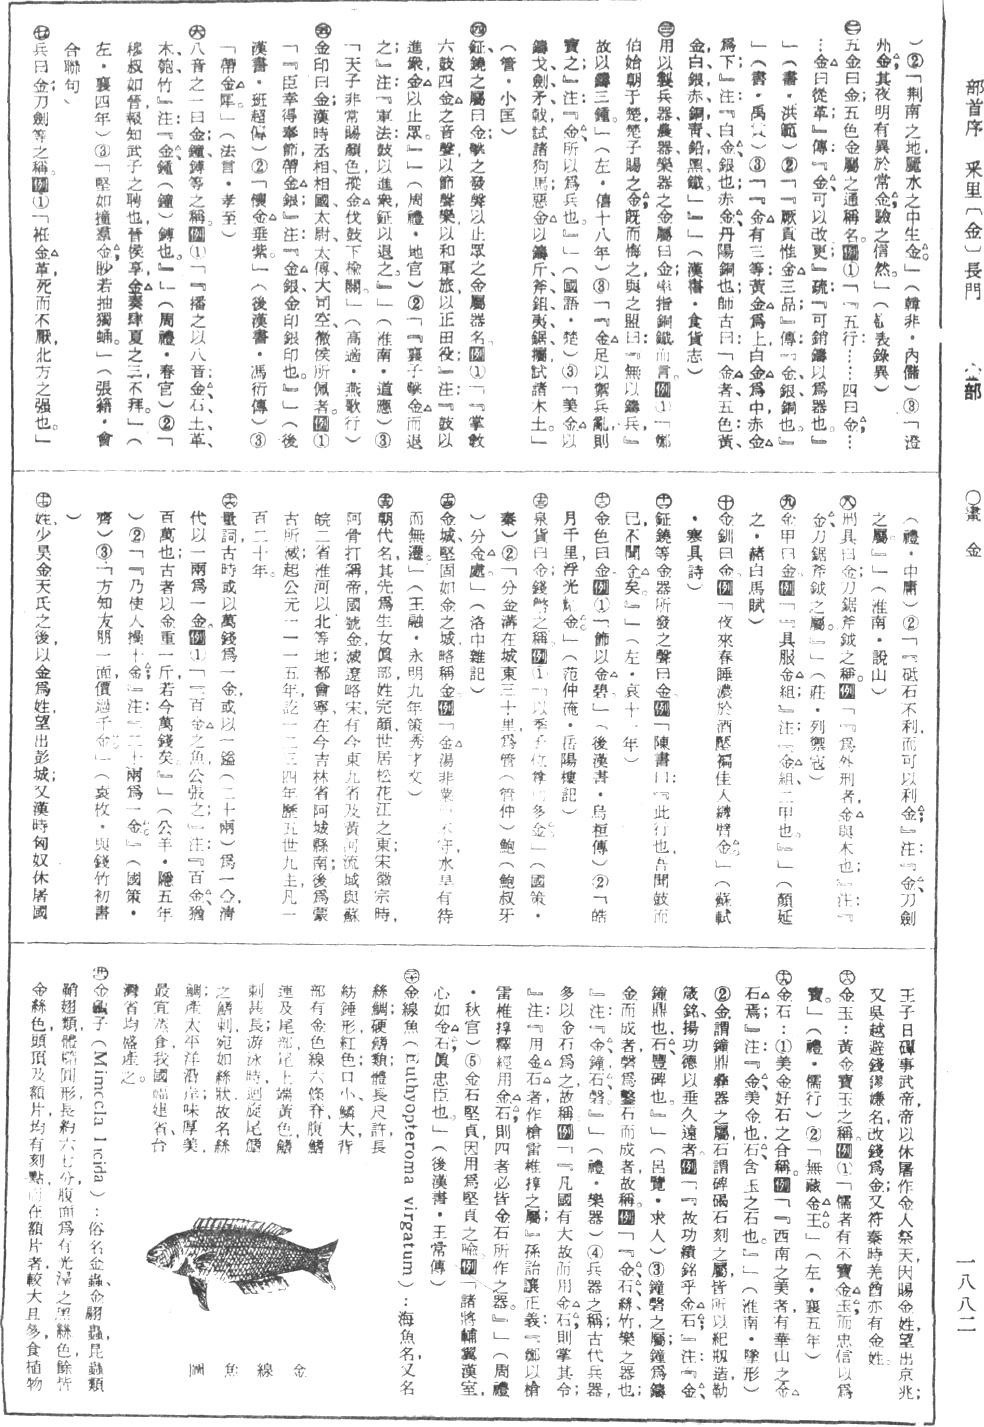 部首序　釆里〔金〕長門　○畫　金　一八八二
）②「荆南之地麗水之中生金。」（韓非・內儲）③「澄
州金其夜明有異於常金驗之信然。」（表錄異）
㊁五金曰金五色金屬之通稱名例①「『五行……四曰金…
…金曰從革』傳『金可以改更』疏『可銷鑄以爲器也』
」（書・洪範）②「『厥貢惟金三品』傳『金銀銅也』
」（書・禹貢）③「『金有三等黃金爲上白金爲中赤金
爲下』注『白金銀也赤金丹陽銅也師古曰「金者五色黃
金白銀赤銅青鉛黑鐵。」』」（漢書・食貨志）
㊂用以製兵器農器樂器之金屬曰金率指銅鐵而言。例①「鄭
伯始朝于楚楚子賜之金既而悔之與之盟曰『無以鑄兵』
故以鑄三鐘」（左・僖十八年）②「『金足以禦兵亂則
寶之』注『金所以爲兵也。』」（國語・楚）③「美金以
鑄戈劍矛戟試諸狗馬惡金以鑄斤斧鉏夷鋸欘試諸木土」
（管・小匡）
㊃鉦鐃之屬曰金擊之發聲以止眾之金屬器名例①「『掌敎
六鼓四金之音聲以節聲樂以和軍旅以正田役』注『鼓以
進衆金以止眾。』」（周禮・地官）②「『襄子擊金而退
之』注『軍法鼓以進衆鉦以退之。』」（淮南・道應）③
「天子非常賜顏色摐金伐鼓下榆關」（高適・燕歌行）
㊄金印曰金漢時丞相相國太尉太傅大司空徹侯所佩者例①
「『臣幸得奉節帶金銀』注『金銀金印銀印也。』」（後
漢書・班超傳）②「懷金垂紫。」（後漢書・馮衍傳）③
「帶金犀。」（法言・孝至）
㊅八音之一曰金鐘鎛等之稱。例①「『播之以八音金石土革
木匏竹』注『金鐘（鐘）鎛也。』」（周禮・春官）②「
穆叔如晉報知武子之聘也晉侯享金奏肆夏之三不拜。」（
左・襄四年）③「堅如撞羣金眇若抽獨蛹。」（張籍・會
合聯句）
㊆兵曰金刀劍等之稱。例①「衽金革死而不厭北方之强也。」
（禮・中庸）②「『砥石不利而可以利金』注『金刀劍
之屬』」（淮南・說山）
㊇刑具曰金刀鋸斧鉞之稱。例「『爲外刑者金與木也』注『
金刀鋸斧鉞之屬。』」（莊・列禦寇）
㊈金甲曰金例「『具服金組』注『金組二甲也。』」（顏延
之・赭白馬賦）
㊉金釧曰金例「夜來春睡濃於酒壓褊佳人纏臂金」（蘇軾
・寒具詩）
鉦鐃等金器所發之聲曰金例「陳書曰『此行也吾聞鼓而
已不聞金矣。』」（左・哀十一年）
金色曰金例①「飾以金碧」（後漢書・烏桓傳）②「皓
月千里浮光耀金」（范仲淹・岳陽樓記）
泉貨曰金錢幣之稱例①「以季子位尊而多金」（國策・
秦）②「分金溝在城東三十里爲管（管仲）鮑（鮑叔牙
）分金處。」（洛中雜記）
金城堅固如金之城略稱金例「金湯非粟不守水旱有待
而無遷」（王融・永明九年策秀才文）
朝代名其先爲生女眞部姓完顏世居松花江之東宋徽宗時
阿骨打稱帝國號金滅遼略宋有今東九省及黃河流域與蘇
皖二省淮河以北等地都會寧在今吉林省阿城縣南後爲蒙
古所滅起公元一一一五年訖一二三四年歷五世九主凡一
百二十年。
量詞古時或以萬錢爲一金或以一鎰（二十兩）爲一金淸
代以一兩爲一金。例①「『百金之魚公張之』注『百金猶
百萬也古者以金重一斤若今萬錢矣。』」（公羊・隱五年
）②「『乃使人操十金』注『二十兩爲一金』（國策・
齊）③「方知友朋一面價過千金」（袁枚・與錢竹初書
）
姓少昊金天氏之後以金爲姓望出彭城又漢時匈奴休屠國
王子日磾事武帝帝以休屠作金人祭天因賜金姓望出京兆
又吳越避錢鏐嫌名改錢爲金又符秦時羌酋亦有金姓。
金玉：黃金寶玉之稱。例①「儒者有不寶金玉而忠信以爲
寶。」（禮・儒行）②「無藏金玉」（左・襄五年）
金石：①美金好石之合稱。例「『西南之美者有華山之金
石焉』注『金美金也石含玉之石也。』」（淮南・墬形）
②金謂鐘鼎彝器之屬石謂碑碣石刻之屬皆所以紀叛造勒
箴銘揚功德以垂久遠者。例「『故功績銘乎金石』注『金
鐘鼎也石豐碑也。』」（呂覽・求人）③鐘磬之屬鐘爲鑄
金而成者磬爲鑿石而成者故稱。例「『金石絲竹樂之器也
』注『金鐘石磬』」（禮・樂器）④兵器之稱古代兵器
多以金石爲之故稱例「『凡國有大故而用金石則掌其令
』注『用金石者作槍雷椎椁之屬』孫詒讓正義『鄭以槍
雷椎椁釋經用金石則四者必皆金石所作之器。』」（周禮
・秋官）⑤金石堅貞因用爲堅貞之喻例「諸將輔翼漢室
心如金石眞忠臣也」（後漢書・王常傳）
金線魚（Euthyopteroma virgatum）：海魚名又名
絲鯛硬鰭類體長尺許長
紡錘形紅色口小鱗大背
部有金色線六條脊腹鰭
連及尾部尾上端黃色鰭
刺甚長游泳時迴旋尾鰭
之鰭刺宛如絲狀故名絲
鯛產太平洋沿岸味厚美
最宜蒸食我國福建省台
灣省均盛產之。
圖魚線金
金蟲子（Mimela lucida）：俗名金蟲金翅蟲昆蟲類
鞘翅類體橢圓形長約六七分腹面爲有光澤之黑絲色餘皆
金絲色頭頂及額片均有刻點而在額片者較大且多食植物